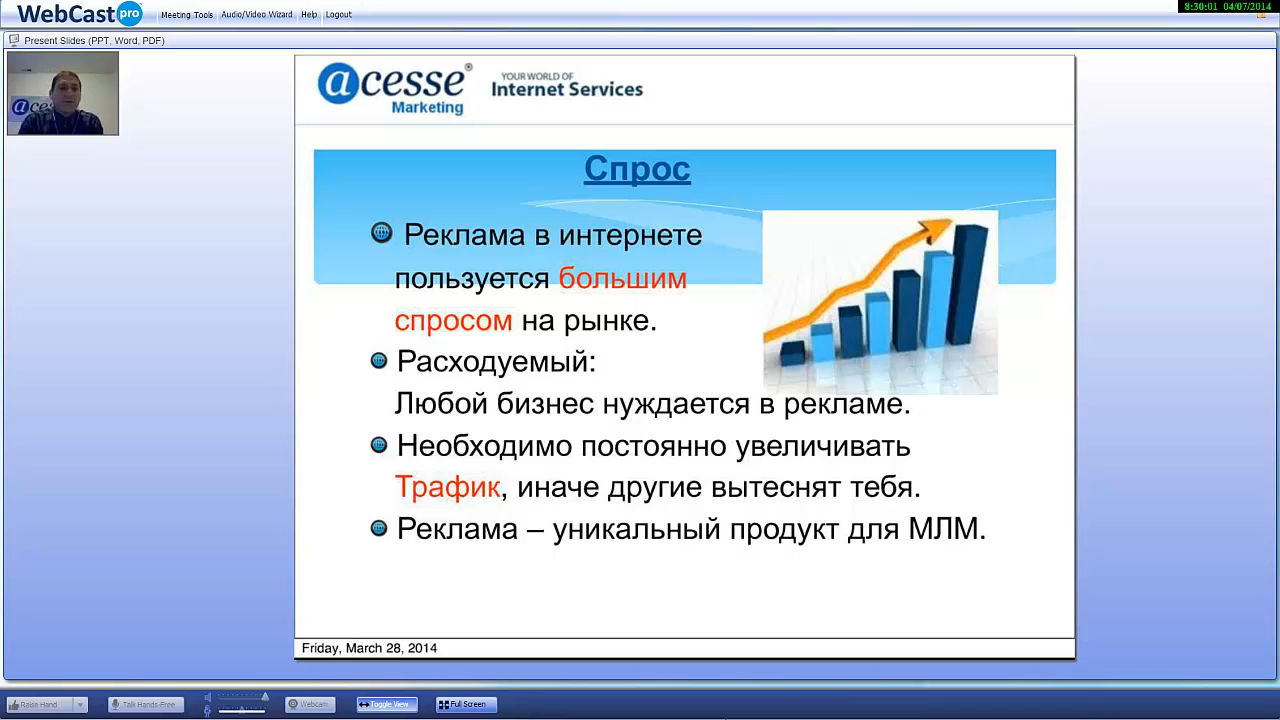 WebCast pro
Meeting Tools Audio/Video Wizard Help Logout
8:30:01 04/07/2014
Present Slides (PPT, Word, PDF)
acesse®
Marketing
YOUR WORLD OF
Internet Services
Спрос
Реклама в интернете
пользуется большим
спросом на рынке.
Расходуемый:
Любой бизнес нуждается в рекламе.
Необходимо постоянно увеличивать
Трафик, иначе другие вытеснят тебя.
Реклама – уникальный продукт для МЛМ.
Friday, March 28, 2014
Raise Hand Talk Hands-Free Webcam Toggle View Full Screen